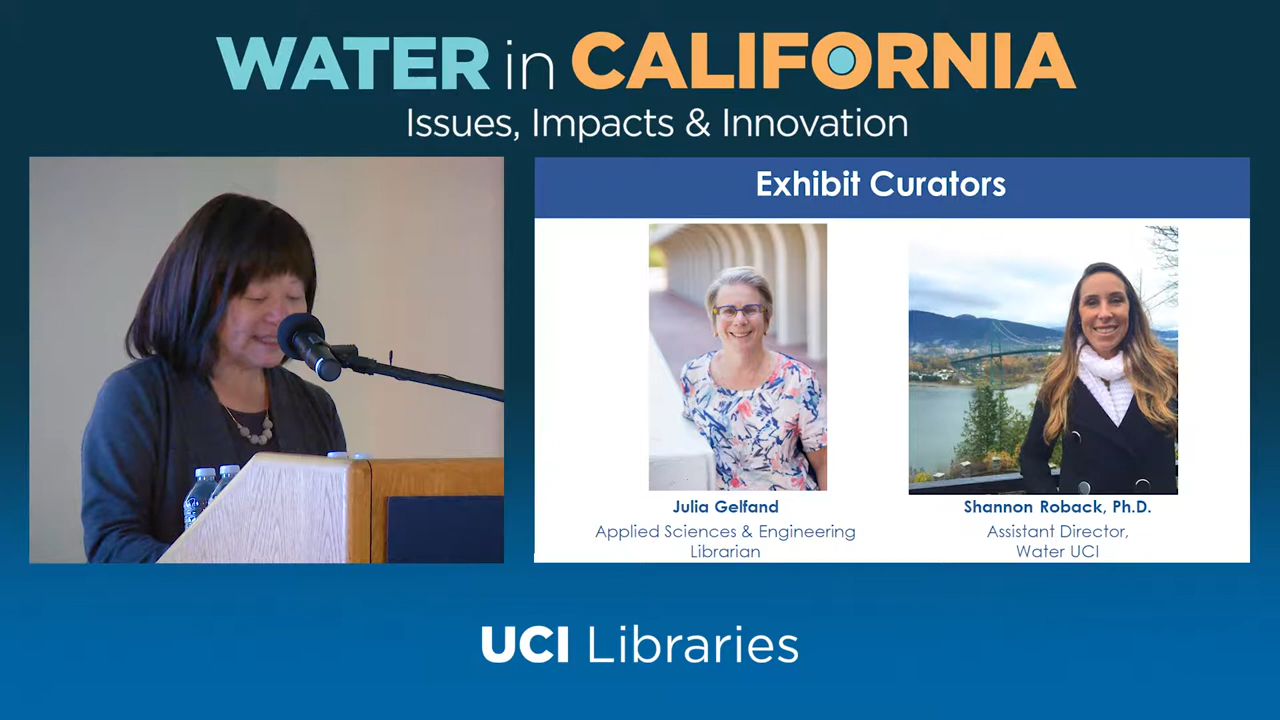 WATER in CALIFORNIA
Issues, Impacts & Innovation
Exhibit Curators
Julia Gelfand
Applied Sciences & Engineering
Librarian
Shannon Roback, Ph.D.
Assistant Director,
Water UCI
UCI Libraries